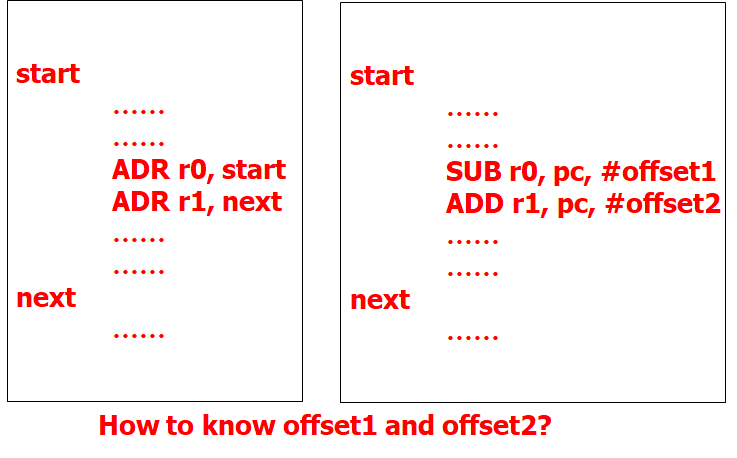 start
......
......
ADR r0, start
ADR r1, next
......
......
next
......
start
......
......
SUB r0, pc, #offset1
ADD r1, pc, #offset2
......
......
next
......
How to know offset1 and offset2?